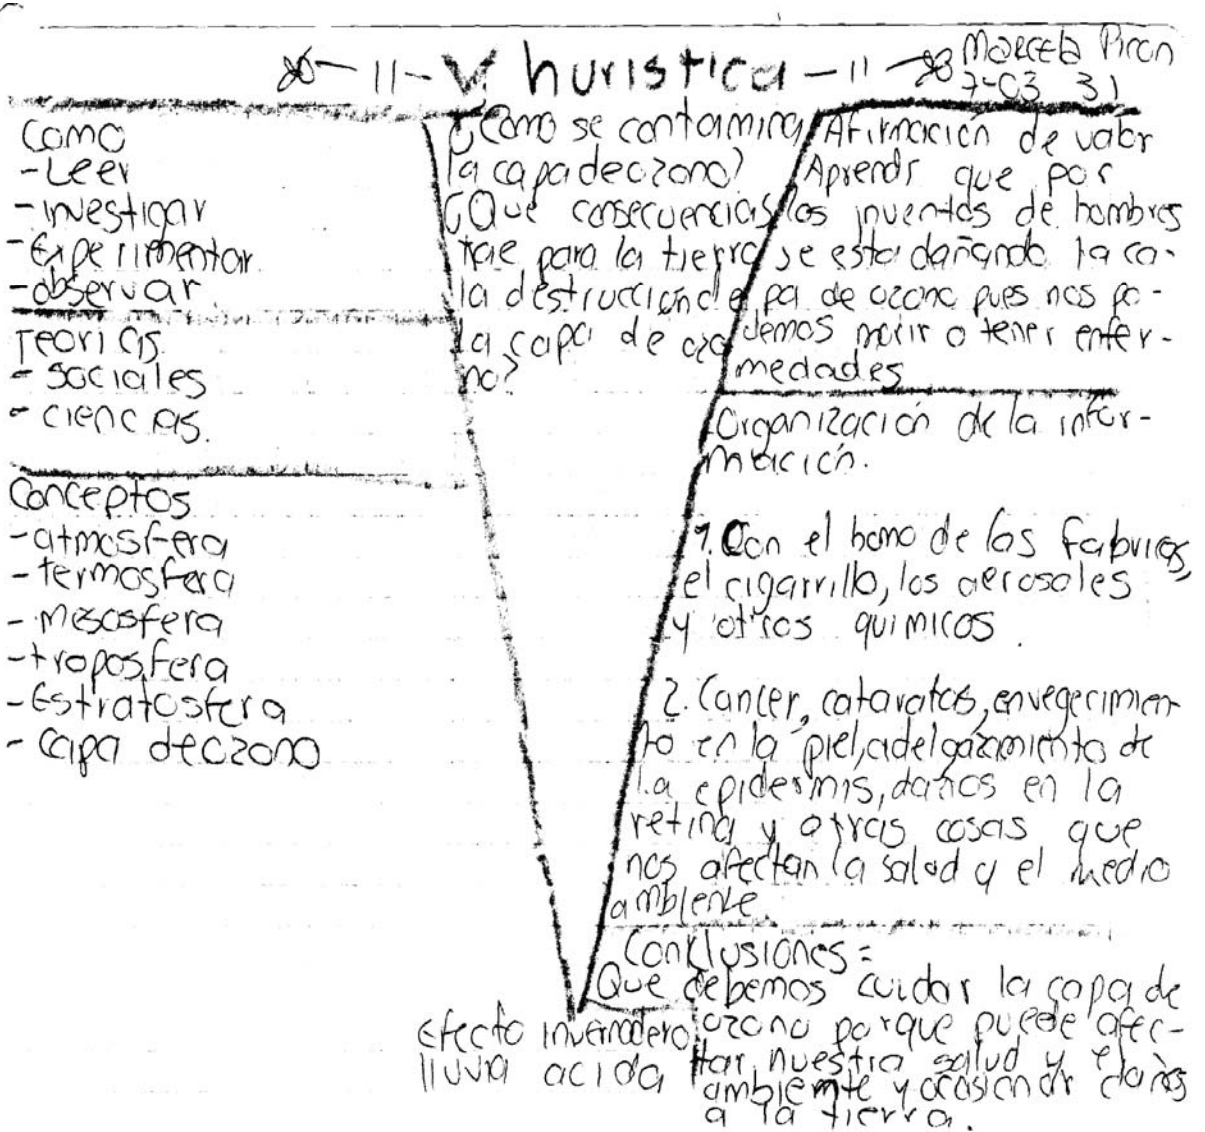 V. huristica
Marcela Piron
7-03 31
Como
- Leer
- investigar
- Experimentar
- observar
Teorias
- sociales
- ciencias.
Conceptos
- atmosfera
- termosfera
- mesosfera
- troposfera
- Estratosfera
- capa deozono
¿Como se contamina
la capa deozono?
¿Que consecuencias
trae para la tierra
la destrucción de
la capa de ozo
no?
Efecto invernadero
lluvia acida
Afirmación de valor
Aprendi que por
los inventos de hombres
se esta dañando la ca-
pa de ozono pues nos po-
demos morir o tener enfer-
medades
Organización de la infor-
mación.
1. Con el homo de las fabricas,
el cigarrillo, los aerosoles
y otros quimicos.
2. Cancer, cataratas, envegecimien
to en la piel, adelgazamiento de
la epidermis, daños en la
retina y otras cosas que
nos afectan la salud y el medio
ambiente
Conklusiones =
Que debemos cuidar la capa de
ozono porque puede afec-
tar nuestra salud y el
ambiemte y ocasionar daños
a la tierra.